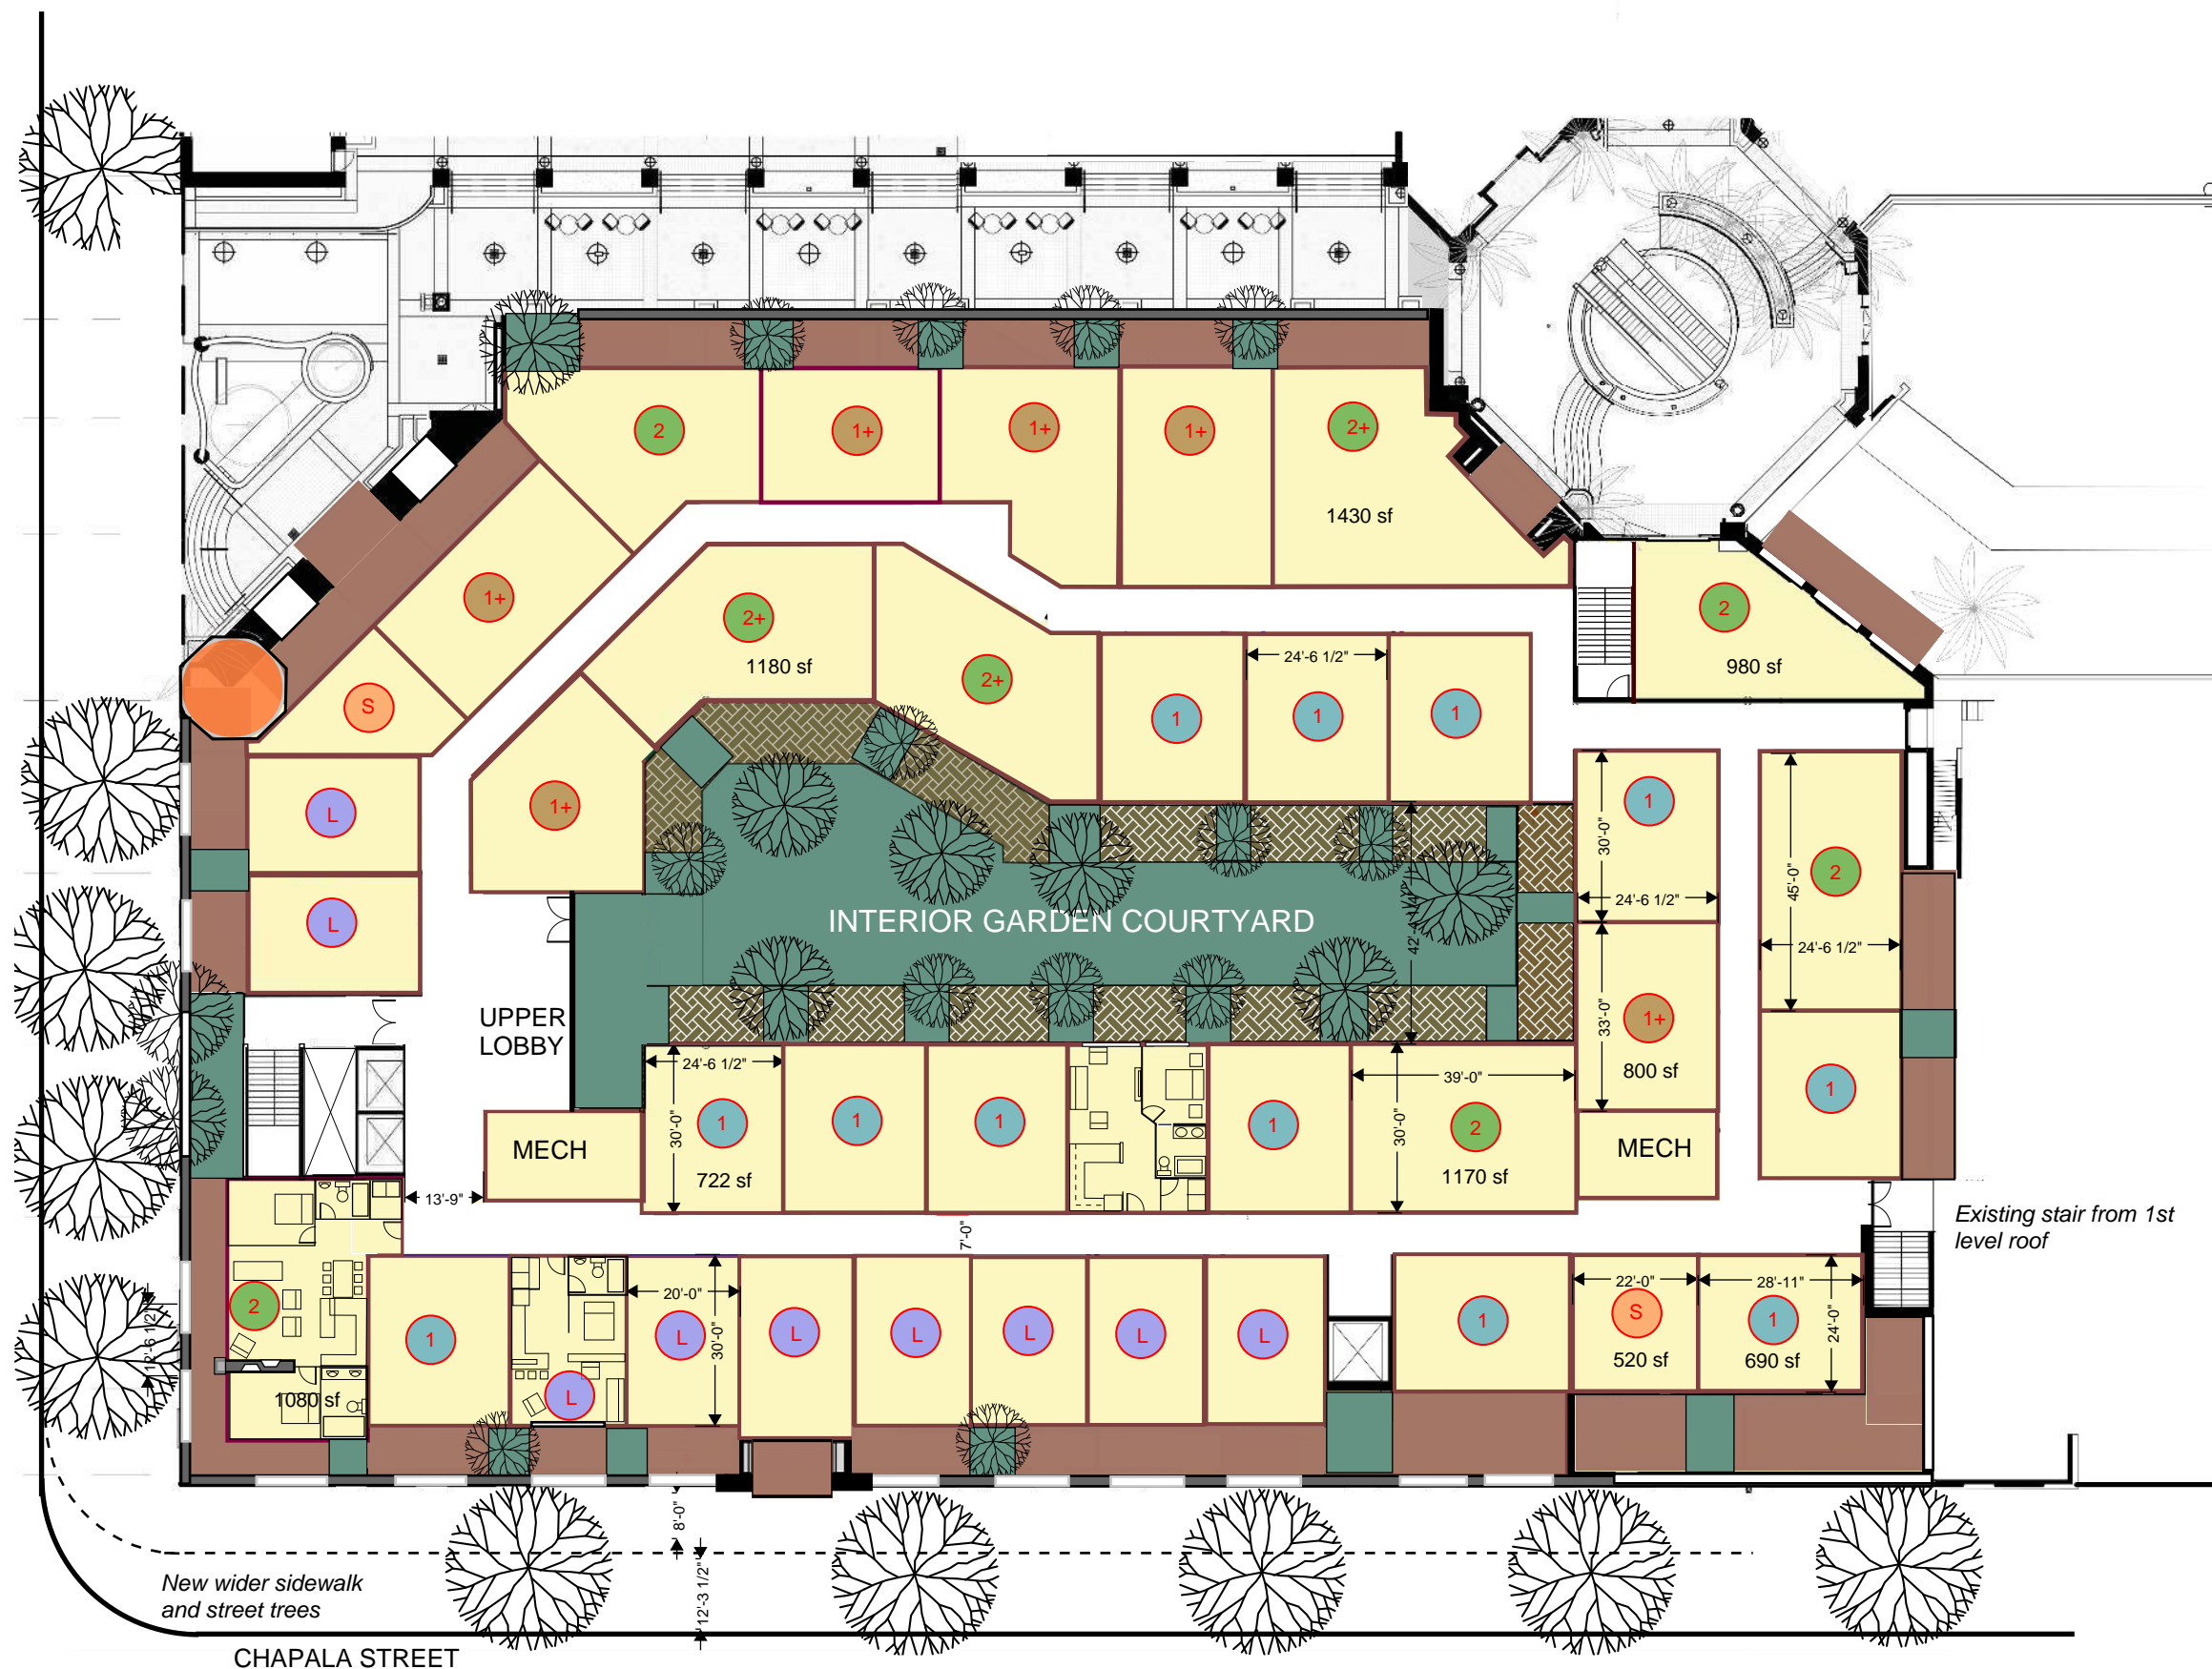 2
1+
1+
1+
2+
1430 sf
1+
2+
1180 sf
2
980 sf
2+
S
24'-6 1/2"
1
1
1
L
1+
1
30'-0"
24'-6 1/2"
2
45'-0"
24'-6 1/2"
L
INTERIOR GARDEN COURTYARD
UPPER
LOBBY
1+
33'-0"
800 sf
24'-6 1/2"
30'-0"
1
722 sf
1
1
1
39'-0"
30'-0"
2
1170 sf
1
MECH
MECH
13'-9"
7'-0"
Existing stair from 1st
level roof
2
1080 sf
12'-6 1/2"
1
L
20'-0"
30'-0"
L
L
L
L
L
L
1
22'-0"
S
520 sf
28'-11"
1
24'-0"
690 sf
8'-0"
12'-3 1/2"
New wider sidewalk
and street trees
CHAPALA STREET